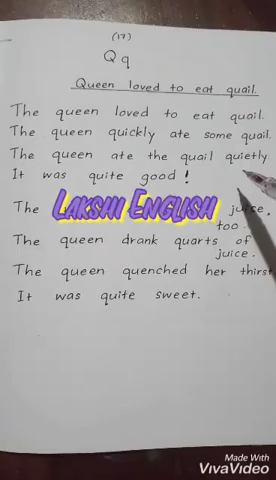 (17)
Q q
Queen loved to eat quail.
The queen loved to eat quail.
The queen quickly ate some quail.
The queen ate the quail quietly.
It was quite good!
LAKSHI ENGLISH
The juice,
too.
The queen drank quarts of
juice.
The queen quenched her thirst
It was quite sweet.
Made With
VivaVideo